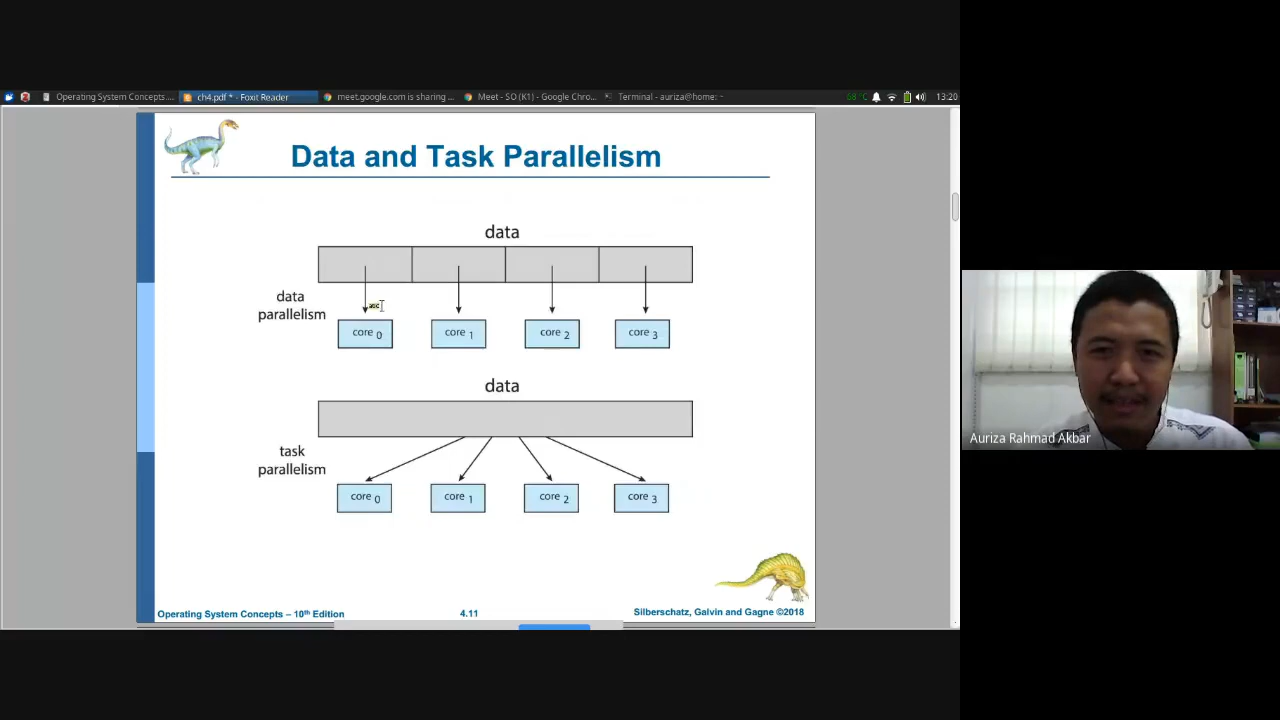 Operating System Concepts....
ch4.pdf * - Foxit Reader
meet.google.com is sharing ...
Meet - SO (K1) - Google Chro...
Terminal - auriza@home: ~
68°C
13:20
Data and Task Parallelism
data
data
parallelism
core 0
core 1
core 2
core 3
data
task
parallelism
core 0
core 1
core 2
core 3
Operating System Concepts – 10th Edition
4.11
Silberschatz, Galvin and Gagne ©2018
Auriza Rahmad Akbar